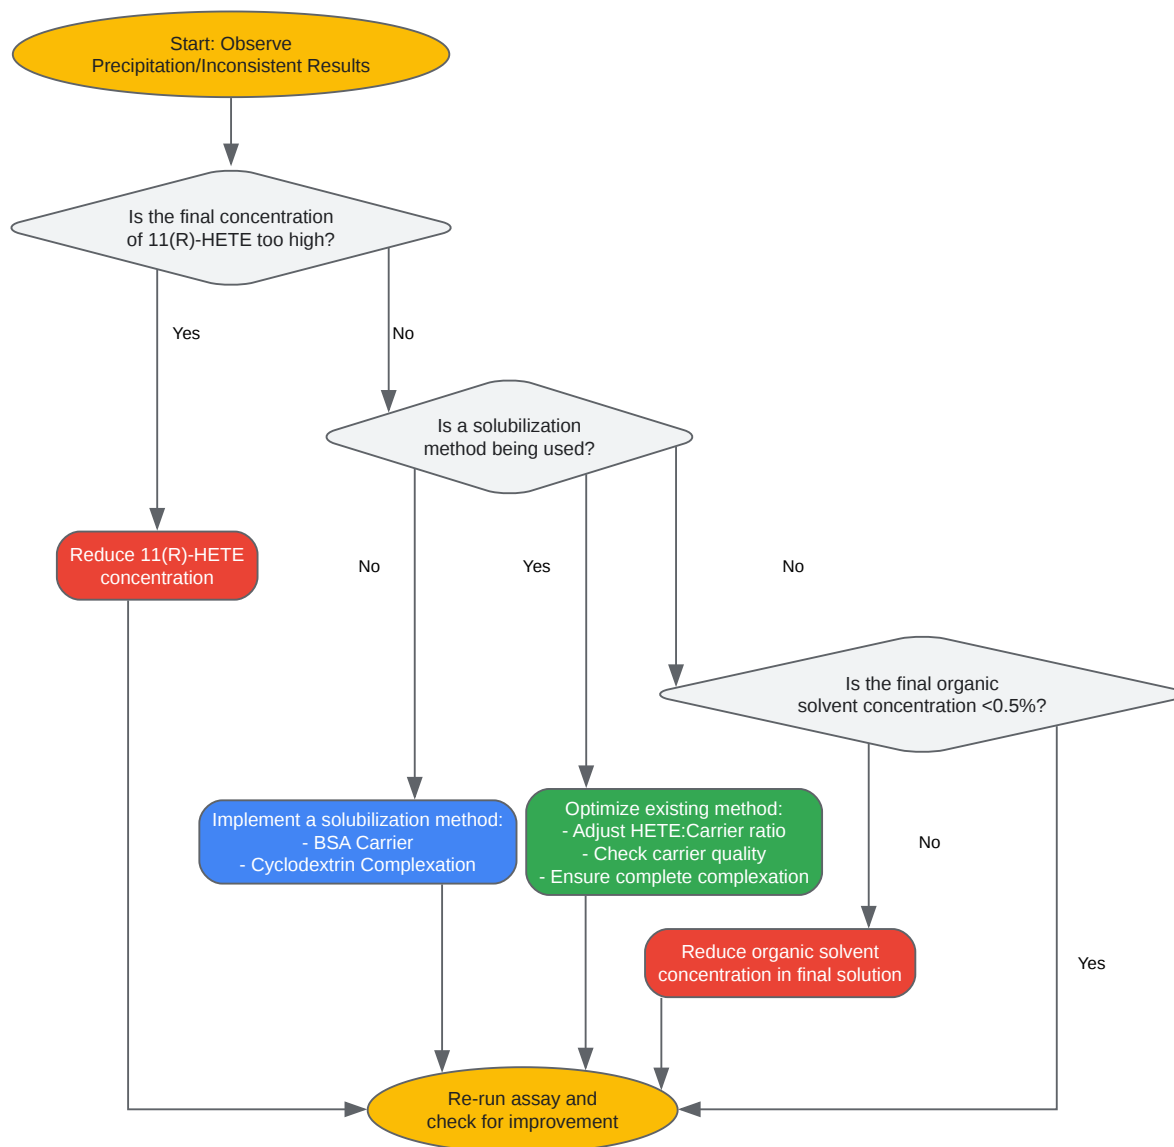 Start: Observe
Precipitation/Inconsistent Results
Is the final concentration
of 11(R)-HETE too high?
Yes
No
Is a solubilization
method being used?
Reduce 11(R)-HETE
concentration
No
Yes
No
Is the final organic
solvent concentration <0.5%?
Implement a solubilization method:
- BSA Carrier
- Cyclodextrin Complexation
Optimize existing method:
- Adjust HETE:Carrier ratio
- Check carrier quality
- Ensure complete complexation
No
Reduce organic solvent
concentration in final solution
Yes
Re-run assay and
check for improvement